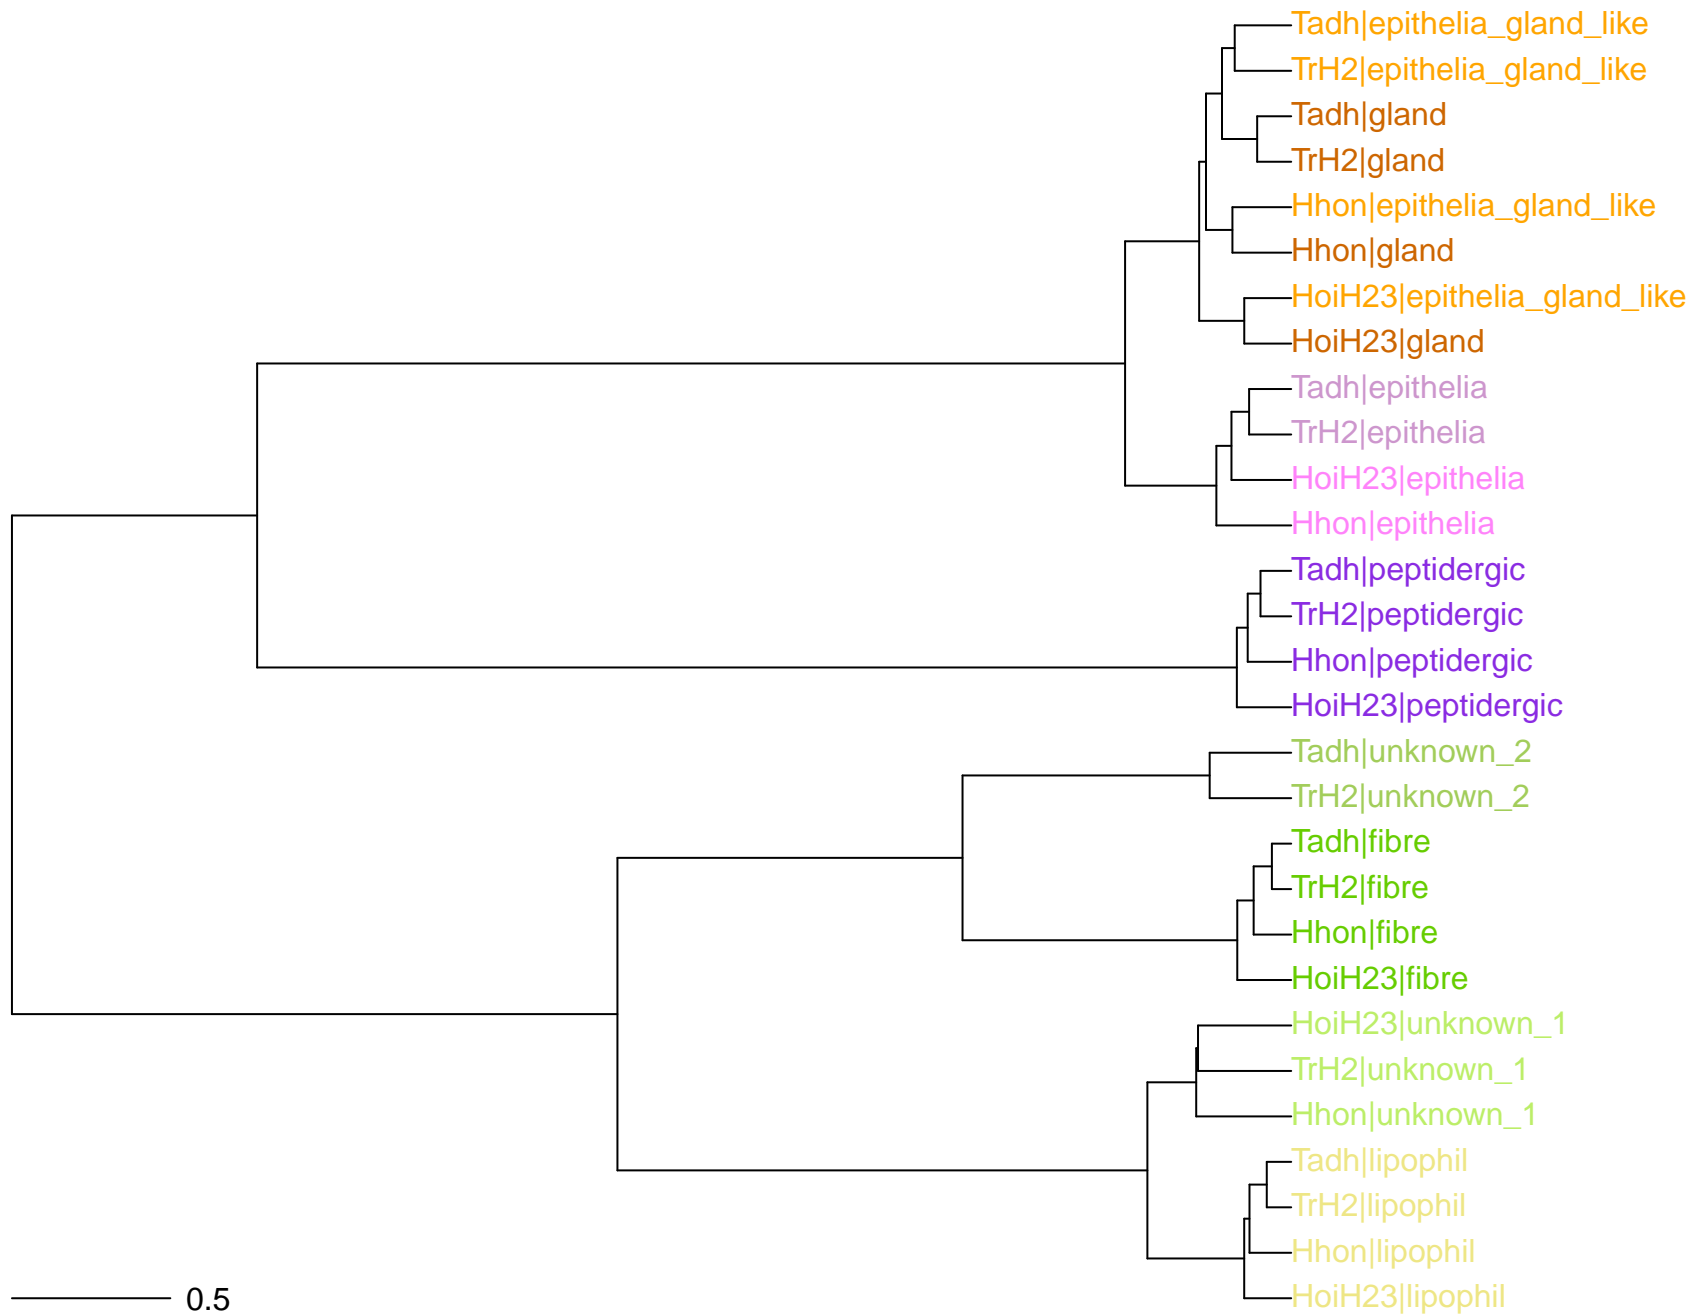 Tadh|epithelia_gland_like
TrH2|epithelia_gland_like
Tadh|gland
TrH2|gland
Hhon|epithelia_gland_like
Hhon|gland
HoiH23|epithelia_gland_like
HoiH23|gland
Tadh|epithelia
TrH2|epithelia
HoiH23|epithelia
Hhon|epithelia
Tadh|peptidergic
TrH2|peptidergic
Hhon|peptidergic
HoiH23|peptidergic
Tadh|unknown_2
TrH2|unknown_2
Tadh|fibre
TrH2|fibre
Hhon|fibre
HoiH23|fibre
HoiH23|unknown_1
TrH2|unknown_1
Hhon|unknown_1
Tadh|lipophil
TrH2|lipophil
Hhon|lipophil
HoiH23|lipophil
0.5